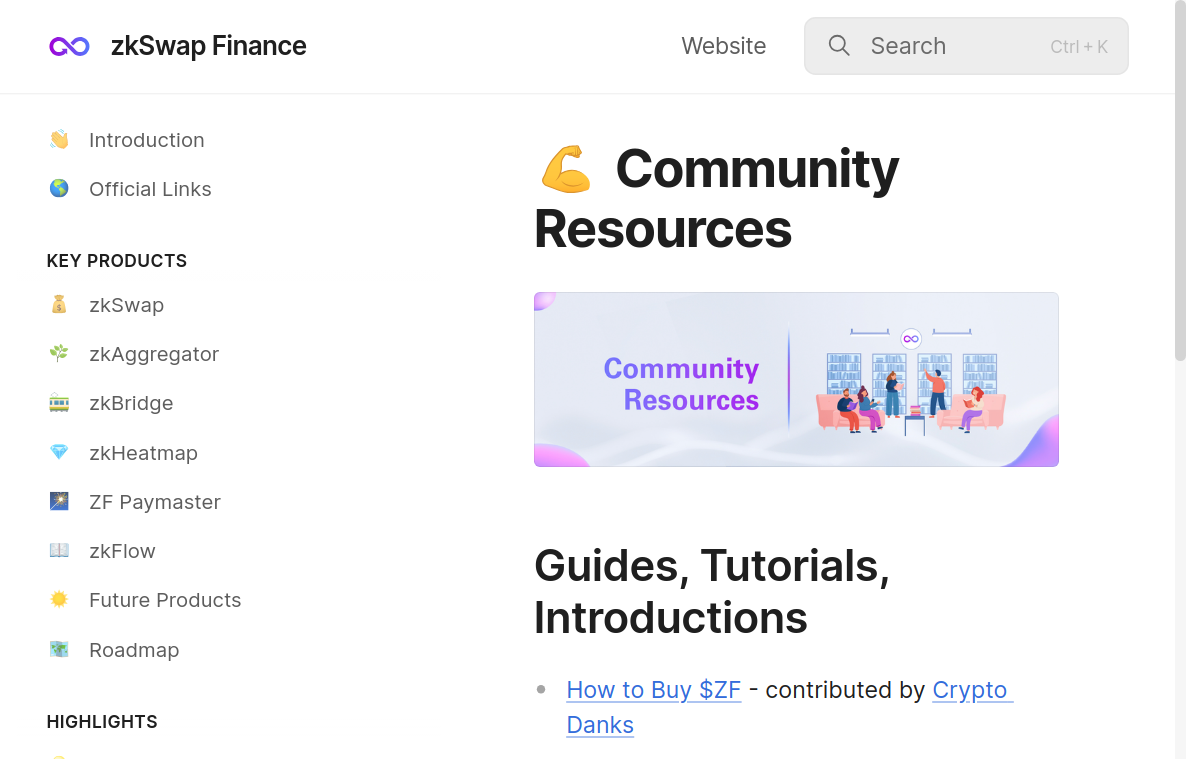 zkSwap Finance
Website
Search
Ctrl + K
Introduction
Official Links
KEY PRODUCTS
zkSwap
zkAggregator
zkBridge
zkHeatmap
ZF Paymaster
zkFlow
Future Products
Roadmap
HIGHLIGHTS
Community
Resources
Community
Resources
Guides, Tutorials,
Introductions
How to Buy $ZF - contributed by Crypto
Danks